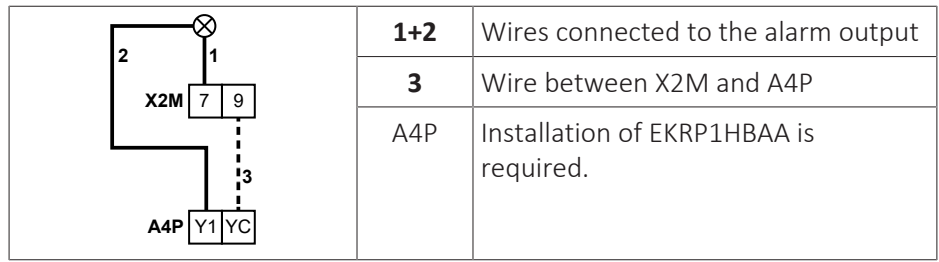 2
1
X2M 7 9
3
A4P Y1 YC
1+2 Wires connected to the alarm output
3 Wire between X2M and A4P
A4P Installation of EKRP1HBAA is
required.